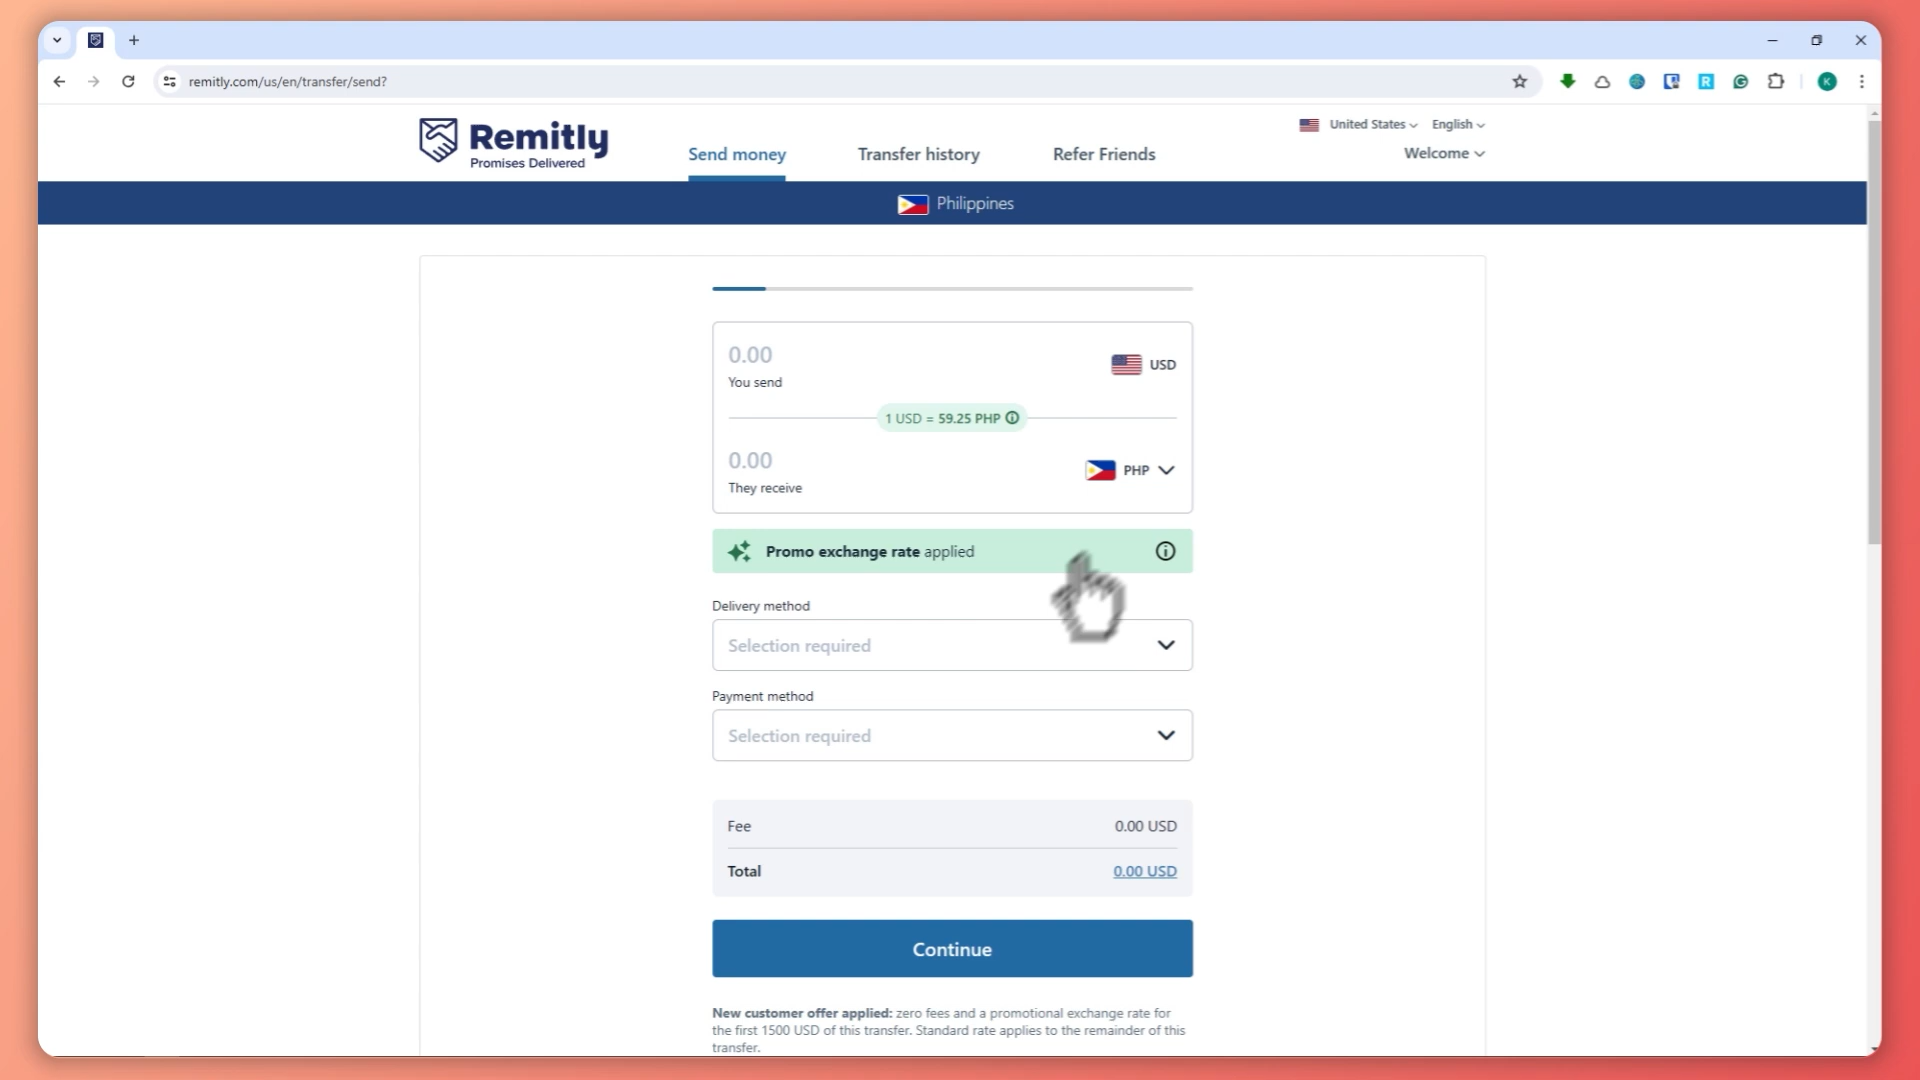 remitly.com/us/en/transfer/send?
R
K
Remitly
Promises Delivered
Send money
Transfer history
Refer Friends
United States
English
Welcome
Philippines
0.00
You send
USD
1 USD = 59.25 PHP
0.00
They receive
PHP
Promo exchange rate applied
Delivery method
Selection required
Payment method
Selection required
Fee
0.00 USD
Total
0.00 USD
Continue
New customer offer applied: zero fees and a promotional exchange rate for
the first 1500 USD of this transfer. Standard rate applies to the remainder of this
transfer.